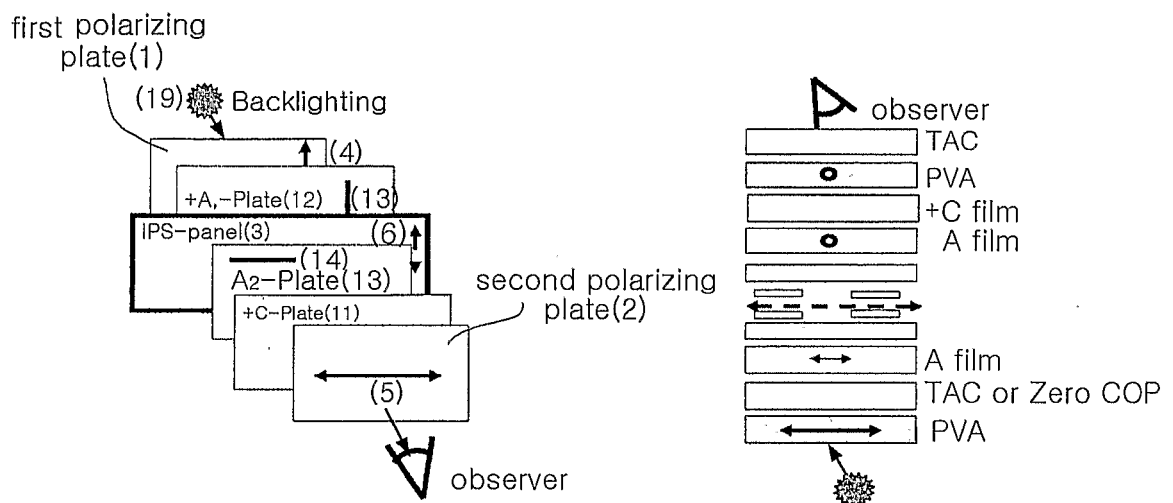 first polarizing
plate(1)
(19)
Backlighting
(4)
+A,-Plate(12)
(13)
IPS-panel(3)
(6)
(14)
A2-Plate(13)
+C-Plate(11)
second polarizing
plate(2)
(5)
observer
observer
TAC
PVA
+C film
A film
A film
TAC or Zero COP
PVA